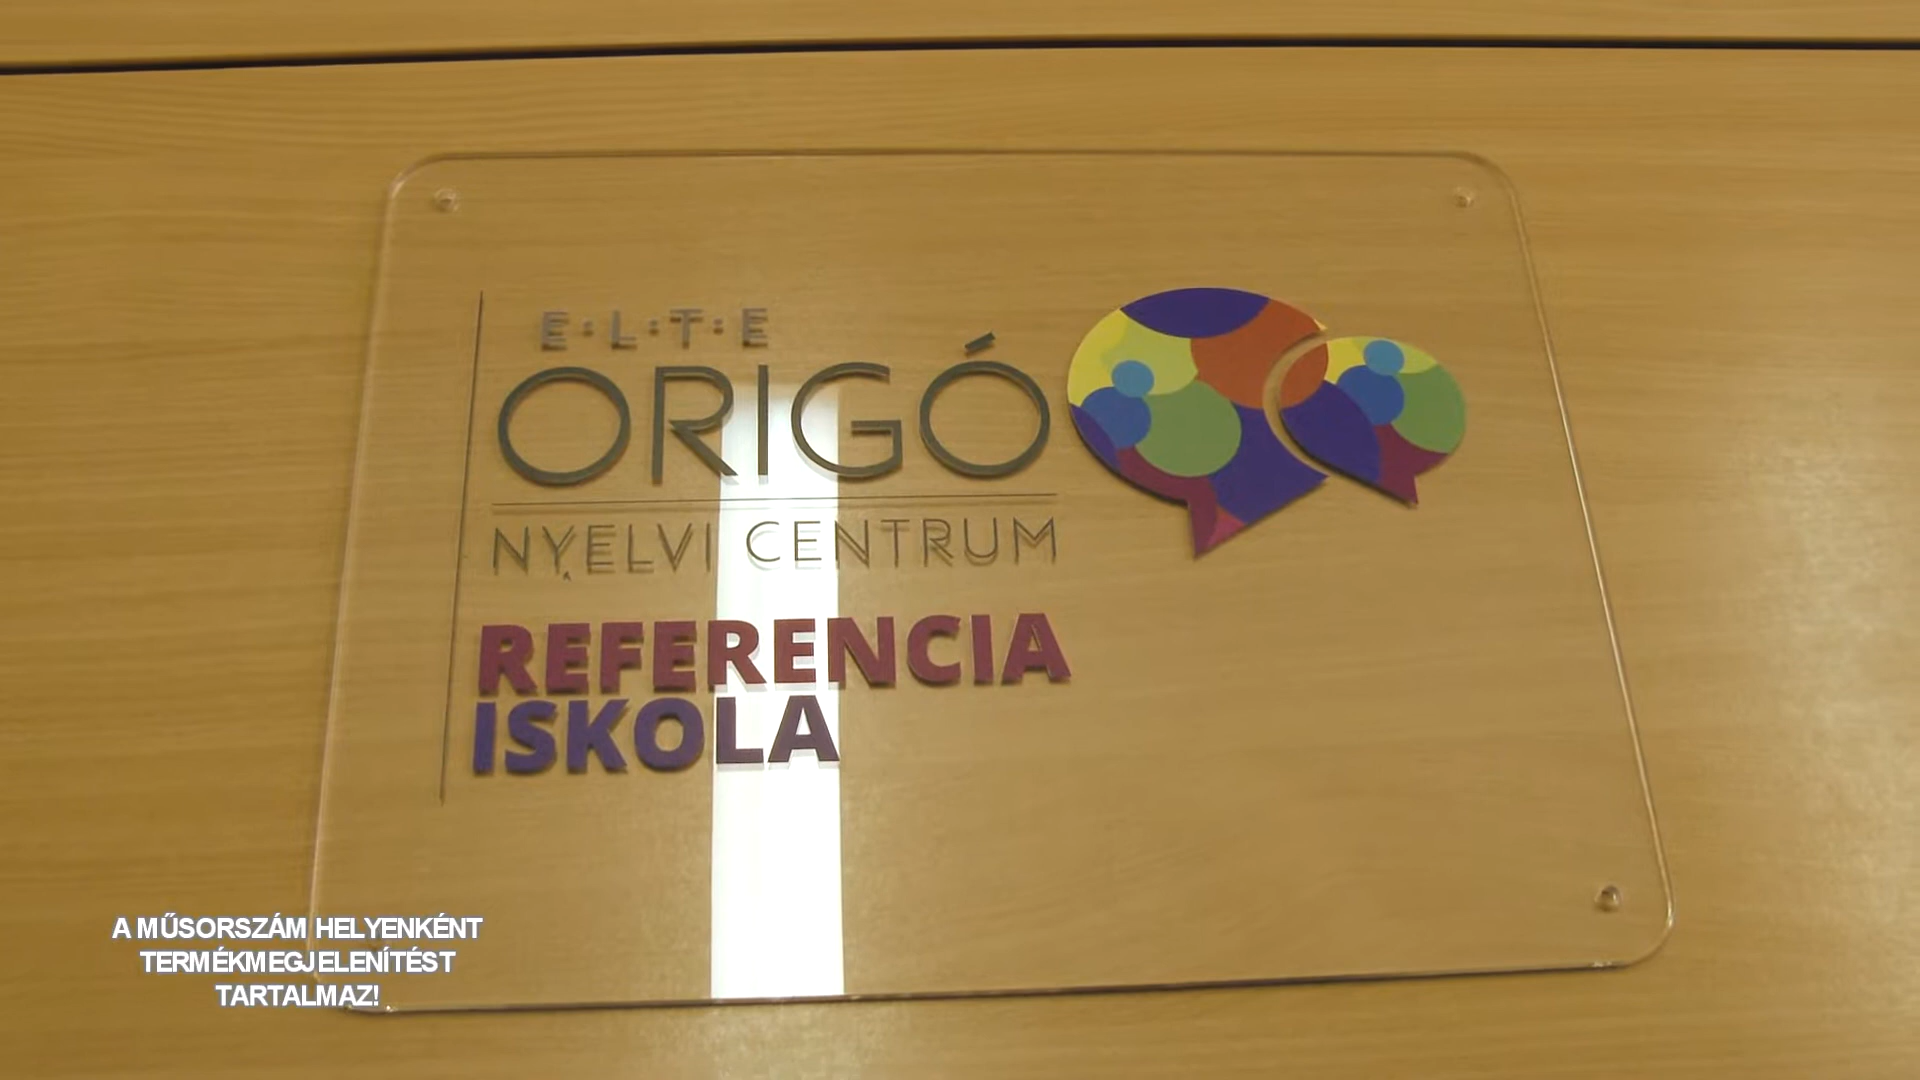 E·L·T·E
ORIGÓ
NYELVI CENTRUM
REFERENCIA
ISKOLA
A MŰSORSZÁM HELYENKÉNT
TERMÉKMEGJELENÍTÉST
TARTALMAZ!